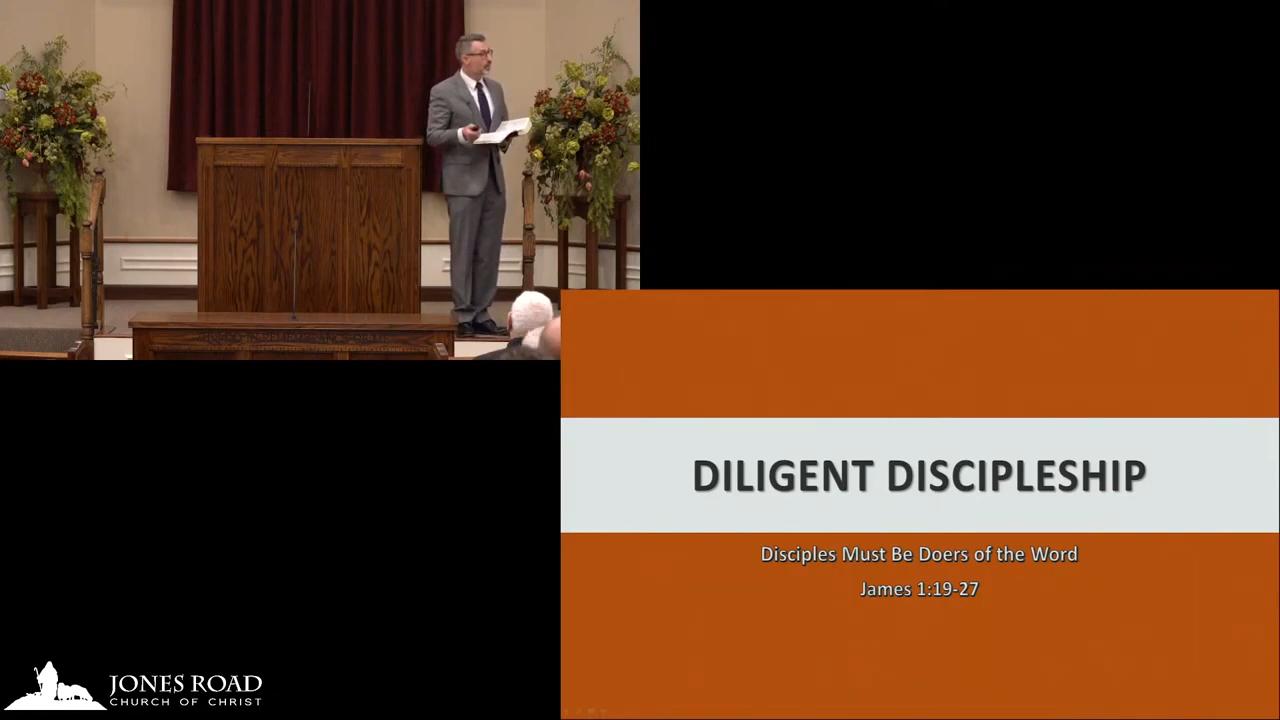 DILIGENT DISCIPLESHIP
Disciples Must Be Doers of the Word
James 1:19-27
JONES ROAD
CHURCH OF CHRIST